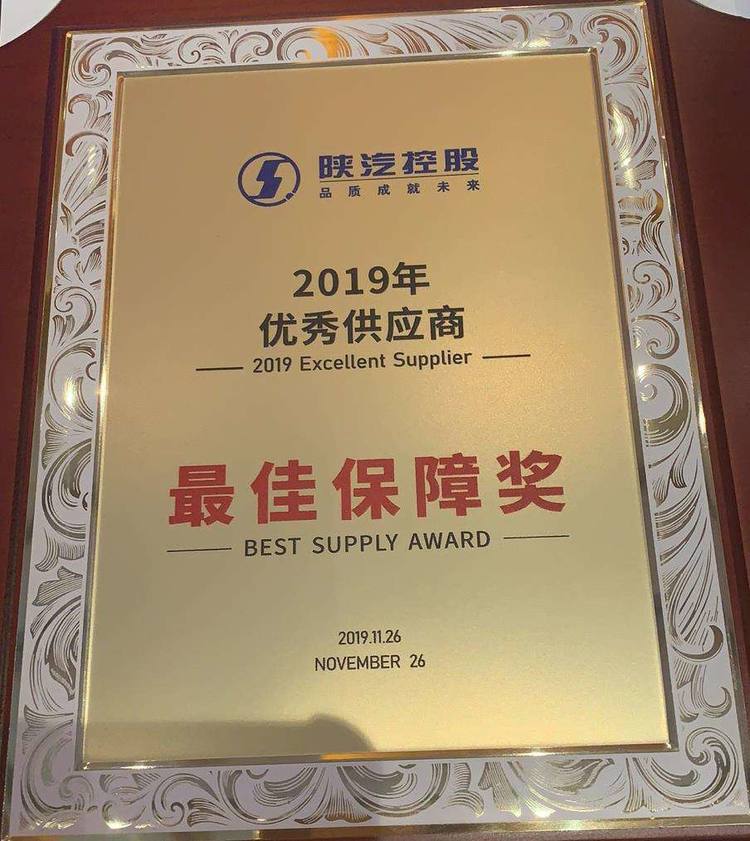 陕汽控股
品质成就未来
2019年
优秀供应商
2019 Excellent Supplier
最佳保障奖
BEST SUPPLY AWARD
2019.11.26
NOVEMBER 26